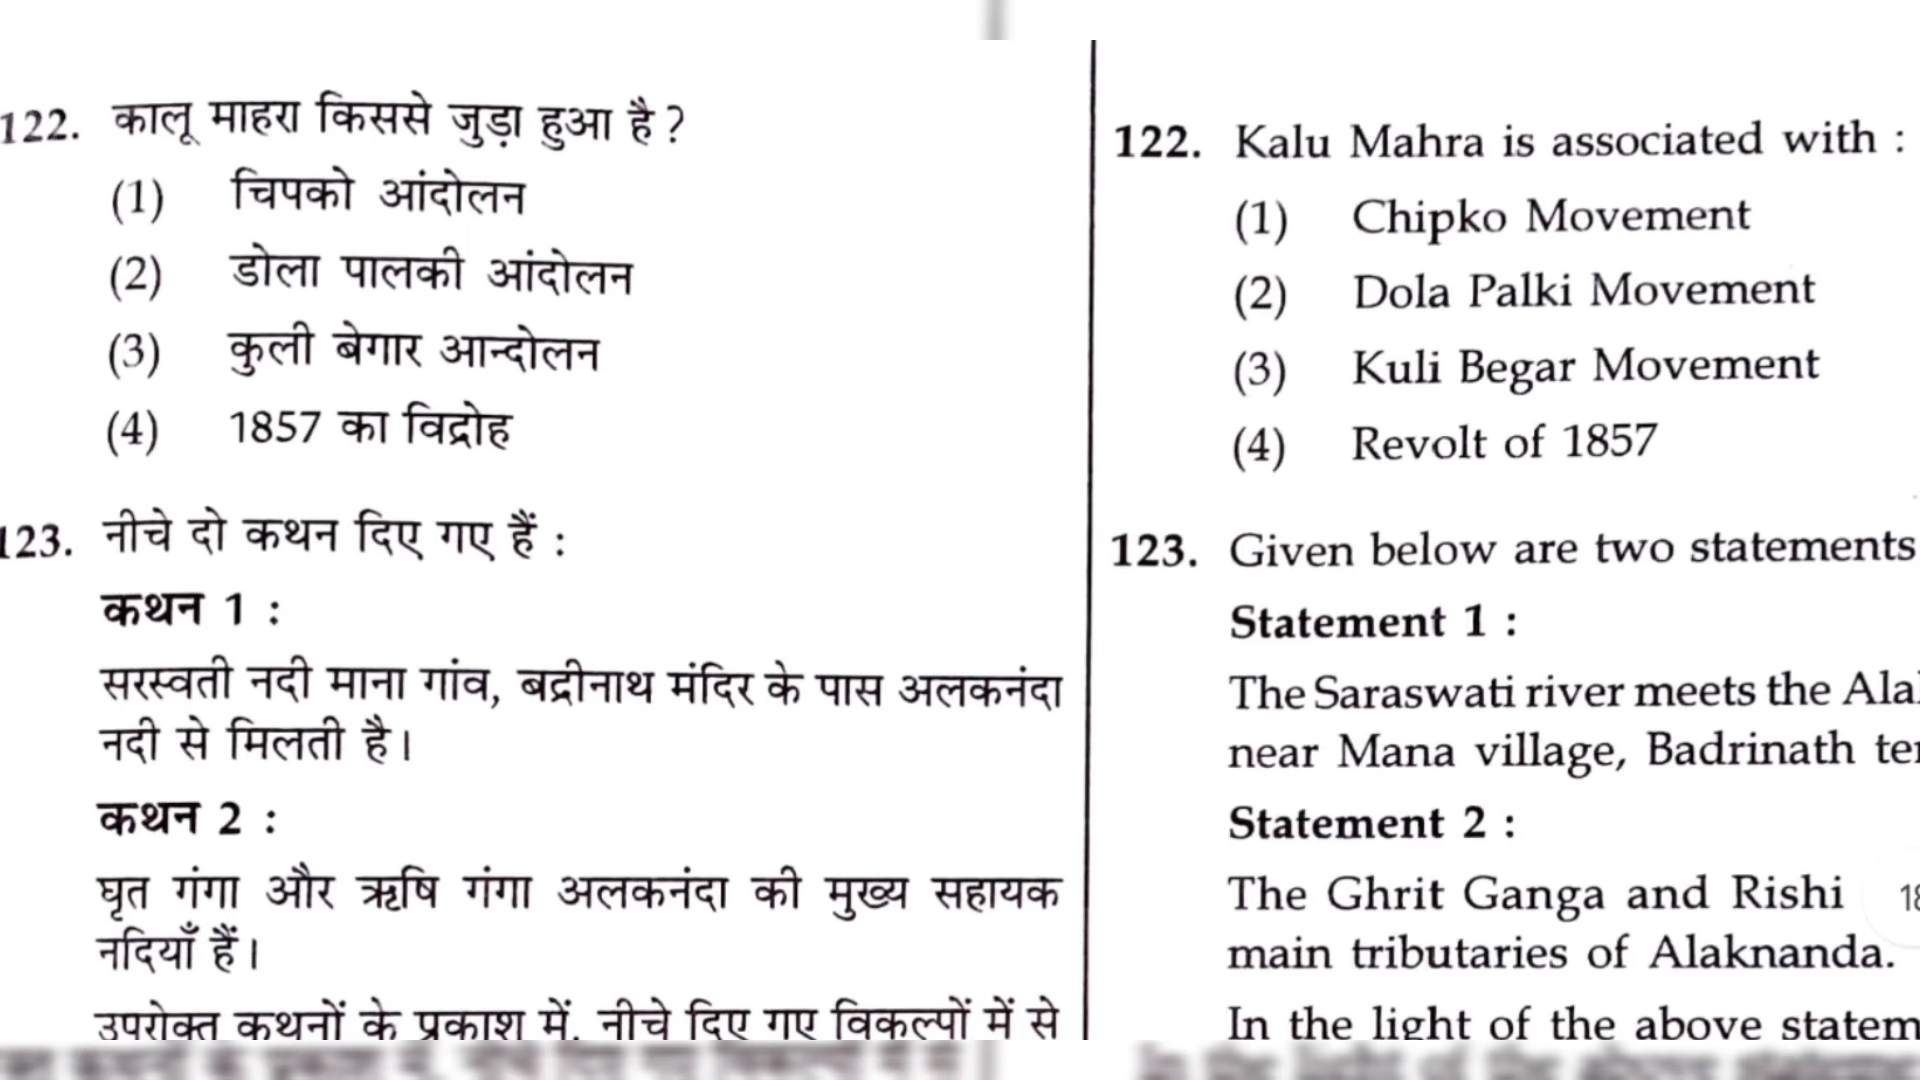 122. कालू माहरा किससे जुड़ा हुआ है ?
(1) चिपको आंदोलन
(2) डोला पालकी आंदोलन
(3) कुली बेगार आन्दोलन
(4) 1857 का विद्रोह
123. नीचे दो कथन दिए गए हैं :
कथन 1 :
सरस्वती नदी माना गांव, बद्रीनाथ मंदिर के पास अलकनंदा
नदी से मिलती है।
कथन 2 :
घृत गंगा और ऋषि गंगा अलकनंदा की मुख्य सहायक
नदियाँ हैं।
उपरोक्त कथनों के प्रकाश में, नीचे दिए गए विकल्पों में से
122. Kalu Mahra is associated with :
(1) Chipko Movement
(2) Dola Palki Movement
(3) Kuli Begar Movement
(4) Revolt of 1857
123. Given below are two statements
Statement 1 :
The Saraswati river meets the
near Mana village, Badrinath
Statement 2 :
The Ghrit Ganga and Rishi
main tributaries of Alaknanda.
In the light of the above